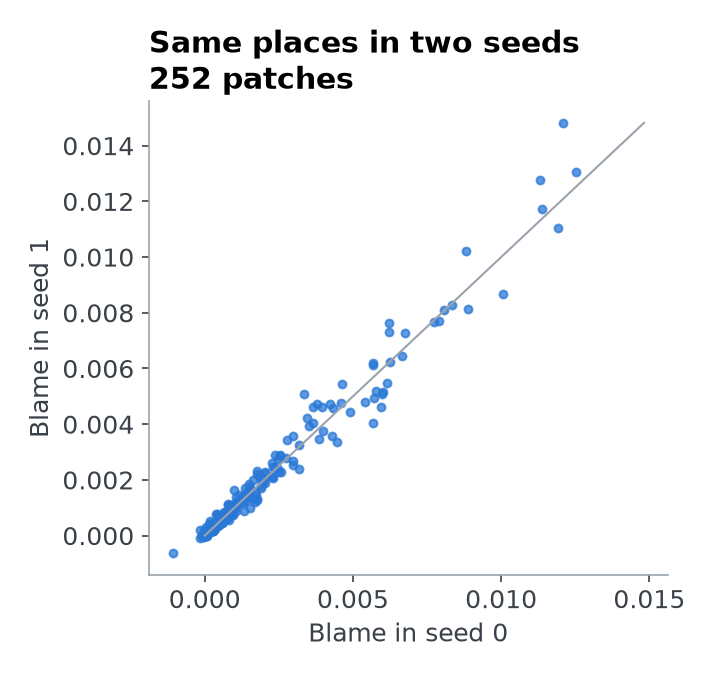 Same places in two seeds
252 patches
0.014
0.012
0.010
0.008
0.006
0.004
0.002
0.000
Blame in seed 1
0.000 0.005 0.010 0.015
Blame in seed 0